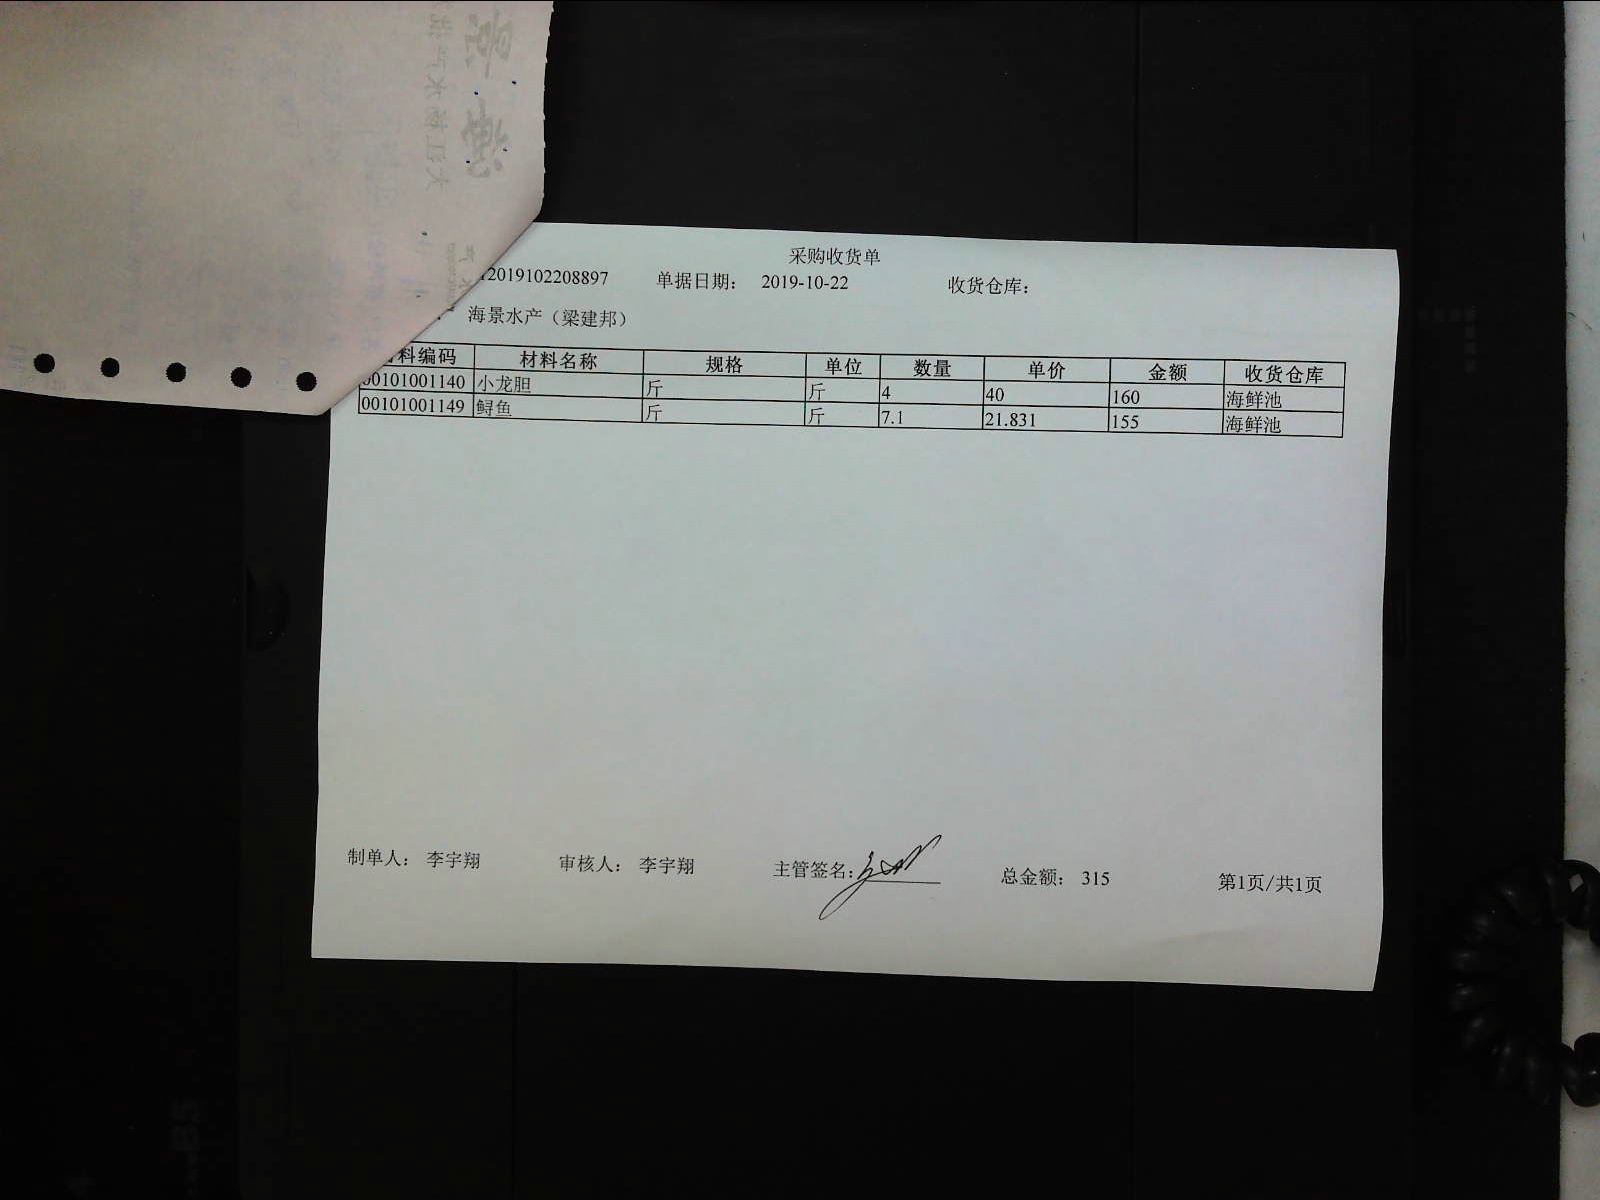 采购收货单
12019102208897 单据日期： 2019-10-22 收货仓库：
海景水产（梁建邦）
料编码 材料名称 规格 单位 数量 单价 金额 收货仓库
00101001140 小龙胆 斤 斤 4 40 160 海鲜池
00101001149 鲟鱼 斤 斤 7.1 21.831 155 海鲜池
制单人： 李宇翔 审核人： 李宇翔 主管签名： 总金额： 315 第1页/共1页